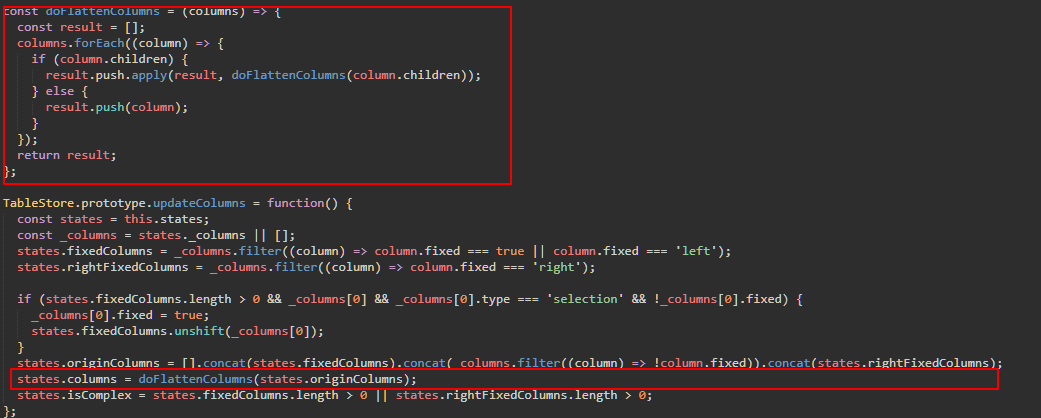 const doFlattenColumns = (columns) => {
  const result = [];
  columns.forEach((column) => {
    if (column.children) {
      result.push.apply(result, doFlattenColumns(column.children));
    } else {
      result.push(column);
    }
  });
  return result;
};
TableStore.prototype.updateColumns = function() {
  const states = this.states;
  const _columns = states._columns || [];
  states.fixedColumns = _columns.filter((column) => column.fixed === true || column.fixed === 'left');
  states.rightFixedColumns = _columns.filter((column) => column.fixed === 'right');
  if (states.fixedColumns.length > 0 && _columns[0] && _columns[0].type === 'selection' && !_columns[0].fixed) {
    _columns[0].fixed = true;
    states.fixedColumns.unshift(_columns[0]);
  }
  states.originColumns = [].concat(states.fixedColumns).concat(_columns.filter((column) => !column.fixed)).concat(states.rightFixedColumns);
  states.columns = doFlattenColumns(states.originColumns);
  states.isComplex = states.fixedColumns.length > 0 || states.rightFixedColumns.length > 0;
};